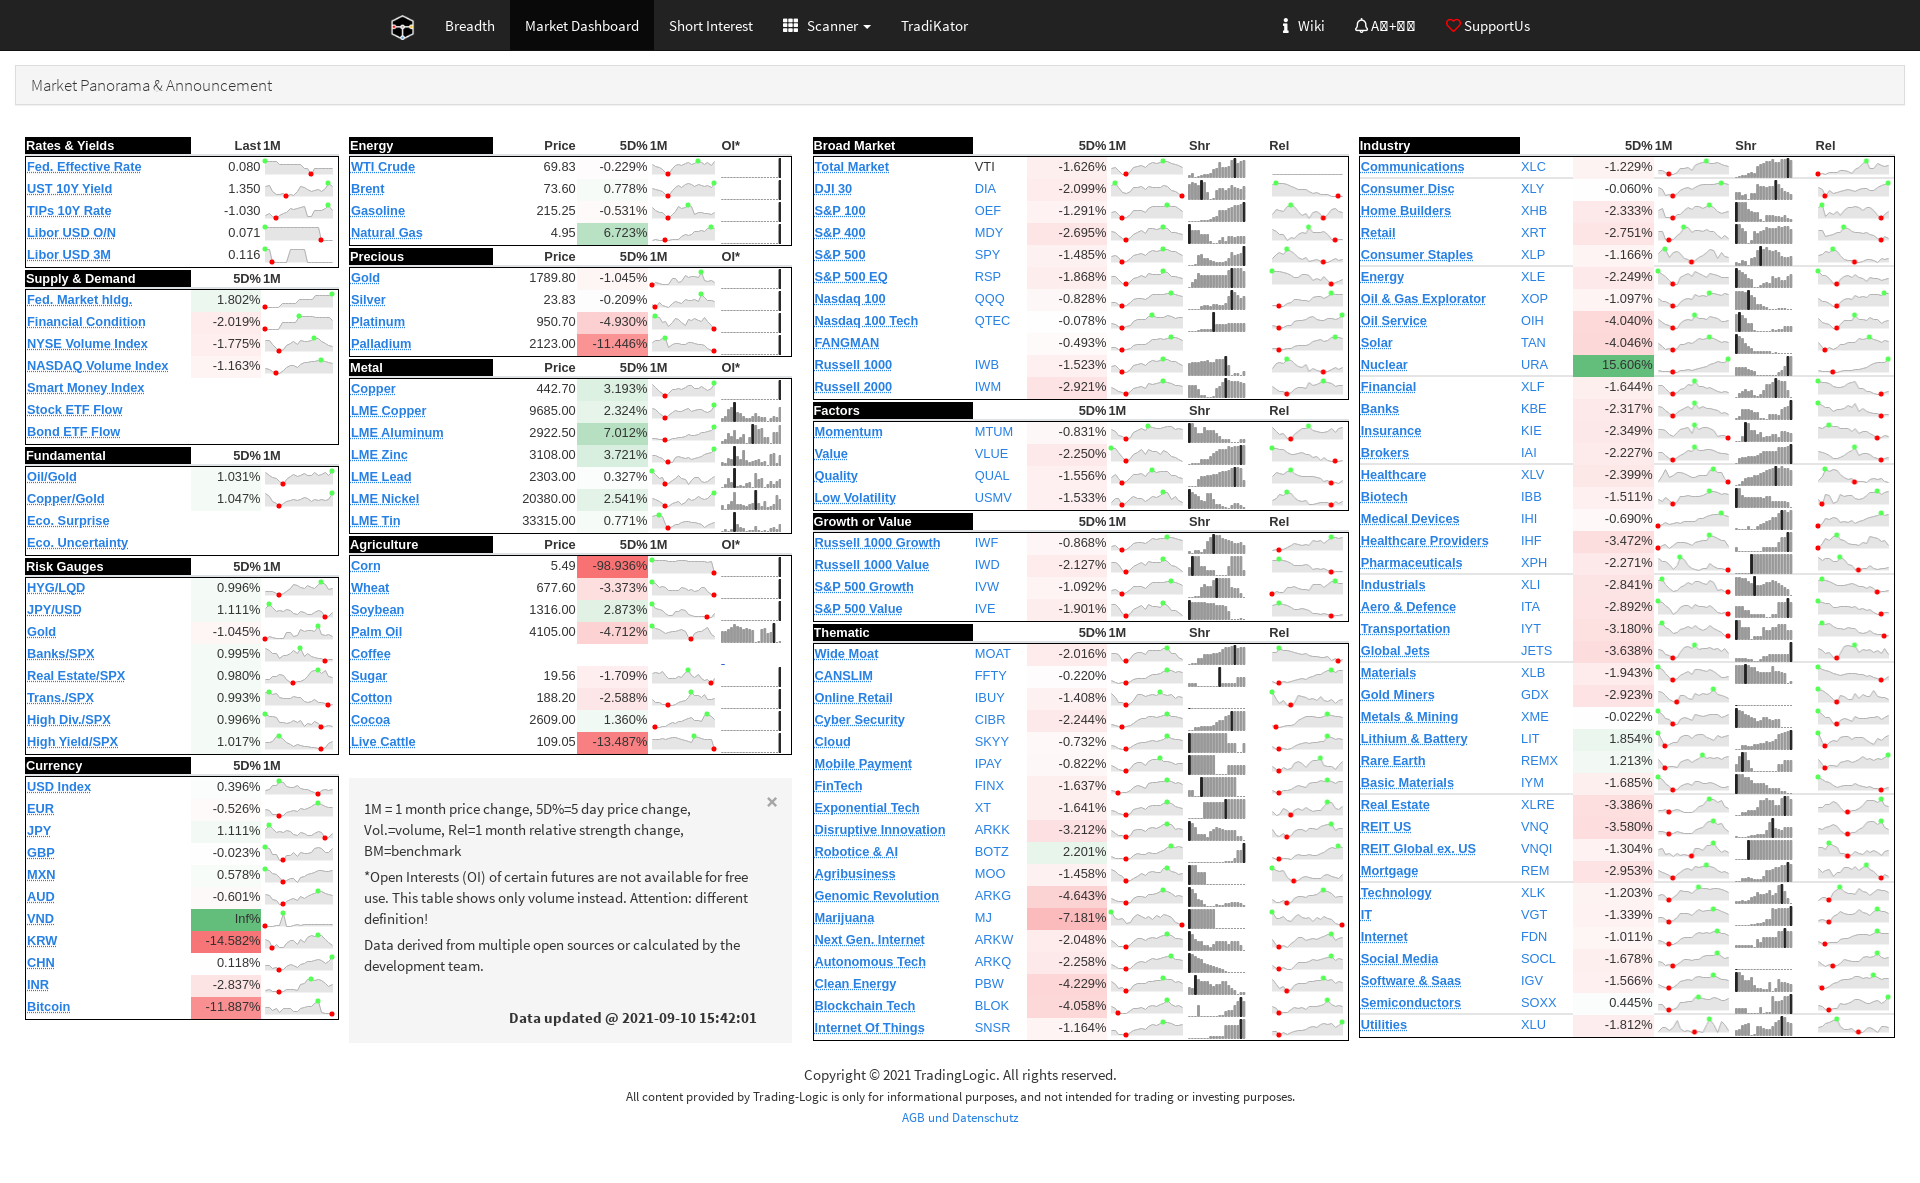 Breadth Market Dashboard Short Interest Scanner TradiKator Wiki SupportUs
Market Panorama & Announcement
Rates & Yields Last 1M
Fed. Effective Rate 0.080
UST 10Y Yield 1.350
TIPs 10Y Rate -1.030
Libor USD O/N 0.071
Libor USD 3M 0.116
Supply & Demand 5D% 1M
Fed. Market hldg. 1.802%
Financial Condition -2.019%
NYSE Volume Index -1.775%
NASDAQ Volume Index -1.163%
Smart Money Index
Stock ETF Flow
Bond ETF Flow
Fundamental 5D% 1M
Oil/Gold 1.031%
Copper/Gold 1.047%
Eco. Surprise
Eco. Uncertainty
Risk Gauges 5D% 1M
HYG/LQD 0.996%
JPY/USD 1.111%
Gold -1.045%
Banks/SPX 0.995%
Real Estate/SPX 0.980%
Trans./SPX 0.993%
High Div./SPX 0.996%
High Yield/SPX 1.017%
Currency 5D% 1M
USD Index 0.396%
EUR -0.526%
JPY 1.111%
GBP -0.023%
MXN 0.578%
AUD -0.601%
VND Inf%
KRW -14.582%
CHN 0.118%
INR -2.837%
Bitcoin -11.887%
Energy Price 5D% 1M OI*
WTI Crude 69.83 -0.229%
Brent 73.60 0.778%
Gasoline 215.25 -0.531%
Natural Gas 4.95 6.723%
Precious Price 5D% 1M OI*
Gold 1789.80 -1.045%
Silver 23.83 -0.209%
Platinum 950.70 -4.930%
Palladium 2123.00 -11.446%
Metal Price 5D% 1M OI*
Copper 442.70 3.193%
LME Copper 9685.00 2.324%
LME Aluminum 2922.50 7.012%
LME Zinc 3108.00 3.721%
LME Lead 2303.00 0.327%
LME Nickel 20380.00 2.541%
LME Tin 33315.00 0.771%
Agriculture Price 5D% 1M OI*
Corn 5.49 -98.936%
Wheat 677.60 -3.373%
Soybean 1316.00 2.873%
Palm Oil 4105.00 -4.712%
Coffee -
Sugar 19.56 -1.709%
Cotton 188.20 -2.588%
Cocoa 2609.00 1.360%
Live Cattle 109.05 -13.487%
×
1M = 1 month price change, 5D%=5 day price change,
Vol.=volume, Rel=1 month relative strength change,
BM=benchmark
*Open Interests (OI) of certain futures are not available for free
use. This table shows only volume instead. Attention: different
definition!
Data derived from multiple open sources or calculated by the
development team.
Data updated @ 2021-09-10 15:42:01
Broad Market 5D% 1M Shr Rel
Total Market VTI -1.626%
DJI 30 DIA -2.099%
S&P 100 OEF -1.291%
S&P 400 MDY -2.695%
S&P 500 SPY -1.485%
S&P 500 EQ RSP -1.868%
Nasdaq 100 QQQ -0.828%
Nasdaq 100 Tech QTEC -0.078%
FANGMAN -0.493%
Russell 1000 IWB -1.523%
Russell 2000 IWM -2.921%
Factors 5D% 1M Shr Rel
Momentum MTUM -0.831%
Value VLUE -2.250%
Quality QUAL -1.556%
Low Volatility USMV -1.533%
Growth or Value 5D% 1M Shr Rel
Russell 1000 Growth IWF -0.868%
Russell 1000 Value IWD -2.127%
S&P 500 Growth IVW -1.092%
S&P 500 Value IVE -1.901%
Thematic 5D% 1M Shr Rel
Wide Moat MOAT -2.016%
CANSLIM FFTY -0.220%
Online Retail IBUY -1.408%
Cyber Security CIBR -2.244%
Cloud SKYY -0.732%
Mobile Payment IPAY -0.822%
FinTech FINX -1.637%
Exponential Tech XT -1.641%
Disruptive Innovation ARKK -3.212%
Robotice & AI BOTZ 2.201%
Agribusiness MOO -1.458%
Genomic Revolution ARKG -4.643%
Marijuana MJ -7.181%
Next Gen. Internet ARKW -2.048%
Autonomous Tech ARKQ -2.258%
Clean Energy PBW -4.229%
Blockchain Tech BLOK -4.058%
Internet Of Things SNSR -1.164%
Industry 5D% 1M Shr Rel
Communications XLC -1.229%
Consumer Disc XLY -0.060%
Home Builders XHB -2.333%
Retail XRT -2.751%
Consumer Staples XLP -1.166%
Energy XLE -2.249%
Oil & Gas Explorator XOP -1.097%
Oil Service OIH -4.040%
Solar TAN -4.046%
Nuclear URA 15.606%
Financial XLF -1.644%
Banks KBE -2.317%
Insurance KIE -2.349%
Brokers IAI -2.227%
Healthcare XLV -2.399%
Biotech IBB -1.511%
Medical Devices IHI -0.690%
Healthcare Providers IHF -3.472%
Pharmaceuticals XPH -2.271%
Industrials XLI -2.841%
Aero & Defence ITA -2.892%
Transportation IYT -3.180%
Global Jets JETS -3.638%
Materials XLB -1.943%
Gold Miners GDX -2.923%
Metals & Mining XME -0.022%
Lithium & Battery LIT 1.854%
Rare Earth REMX 1.213%
Basic Materials IYM -1.685%
Real Estate XLRE -3.386%
REIT US VNQ -3.580%
REIT Global ex. US VNQI -1.304%
Mortgage REM -2.953%
Technology XLK -1.203%
IT VGT -1.339%
Internet FDN -1.011%
Social Media SOCL -1.678%
Software & Saas IGV -1.566%
Semiconductors SOXX 0.445%
Utilities XLU -1.812%
Copyright © 2021 TradingLogic. All rights reserved.
All content provided by Trading-Logic is only for informational purposes, and not intended for trading or investing purposes.
AGB und Datenschutz